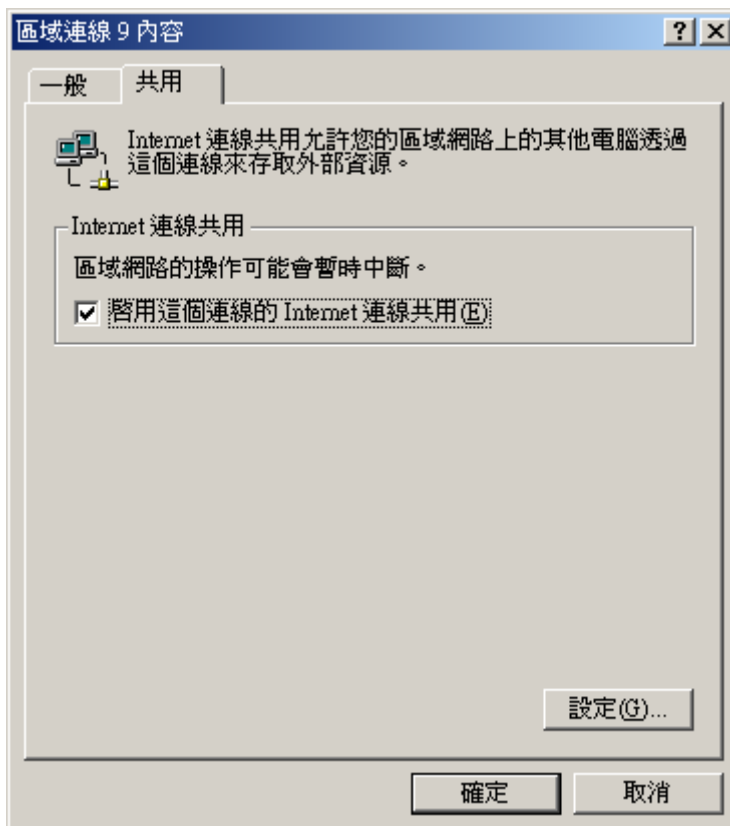 區域連線 9 內容
一般 共用
Internet 連線共用允許您的區域網路上的其他電腦透過
這個連線來存取外部資源。
Internet 連線共用
區域網路的操作可能會暫時中斷。
啓用這個連線的 Internet 連線共用(E)
設定(G)...
確定 取消